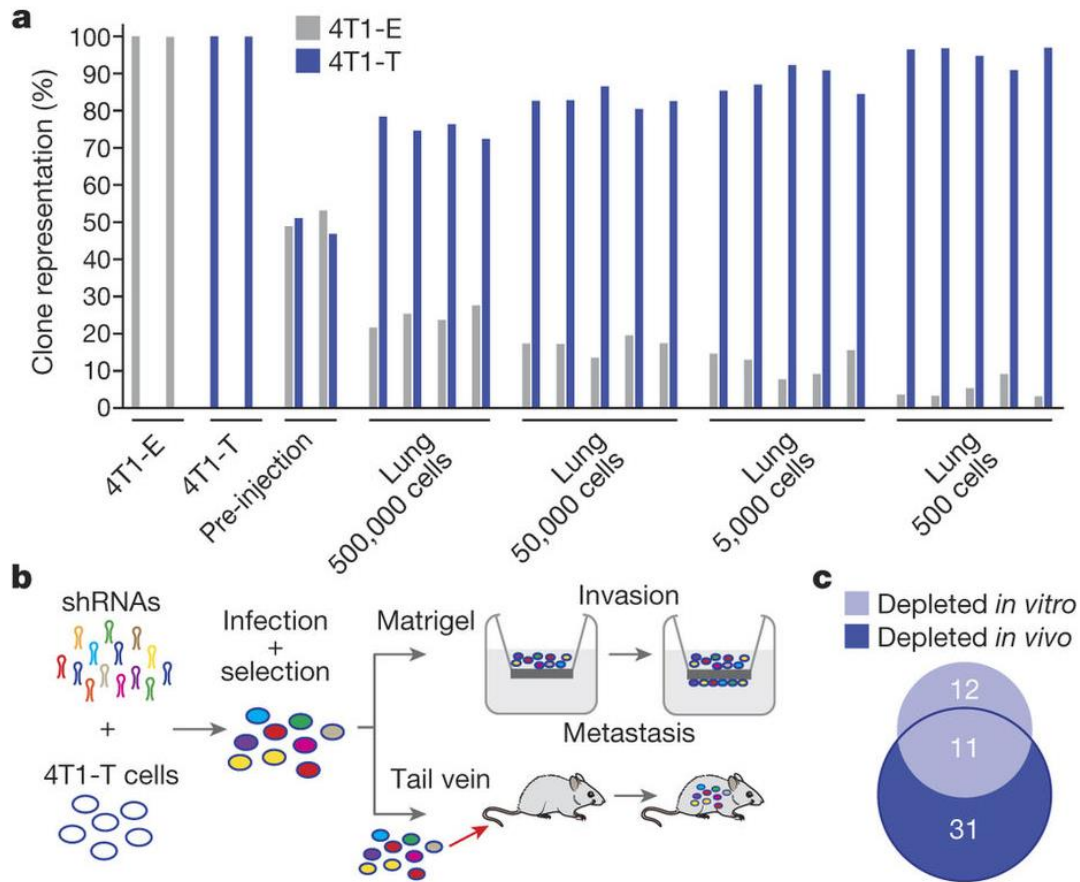 a
Clone representation (%)
100
90
80
70
60
50
40
30
20
10
0
4T1-E
4T1-T
4T1-E
4T1-T
Pre-injection
Lung
500,000 cells
Lung
50,000 cells
Lung
5,000 cells
Lung
500 cells
b
shRNAs
+
4T1-T cells
Infection
+
selection
Matrigel
Invasion
Metastasis
Tail vein
c
Depleted in vitro
Depleted in vivo
12
11
31